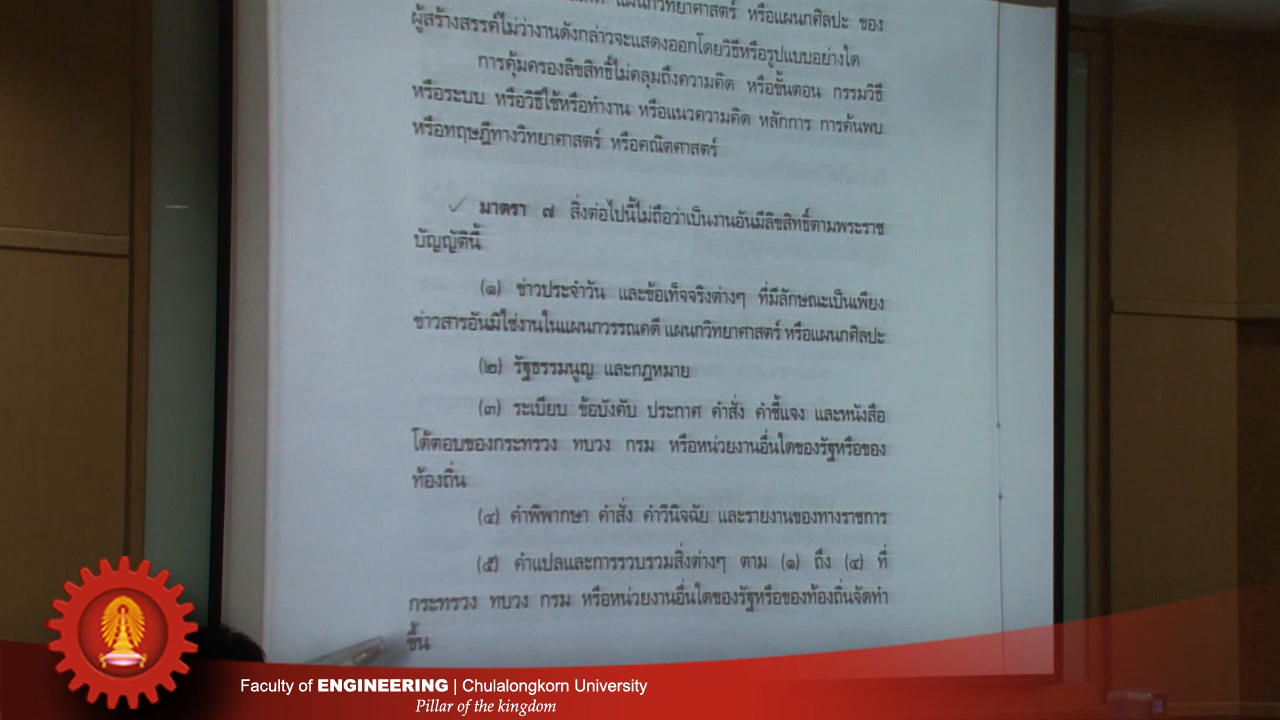 แผนกวิทยาศาสตร์ หรือแผนกศิลปะ ของ
ผู้สร้างสรรค์ไม่ว่างานดังกล่าวจะแสดงออกโดยวิธีหรือรูปแบบอย่างใด
การคุ้มครองลิขสิทธิ์ไม่คลุมถึงความคิด หรือขั้นตอน กรรมวิธี
หรือระบบ หรือวิธีใช้หรือทำงาน หรือแนวความคิด หลักการ การค้นพบ
หรือทฤษฎีทางวิทยาศาสตร์ หรือคณิตศาสตร์
มาตรา ๗ สิ่งต่อไปนี้ไม่ถือว่าเป็นงานอันมีลิขสิทธิ์ตามพระราช
บัญญัตินี้
(๑) ข่าวประจำวัน และข้อเท็จจริงต่างๆ ที่มีลักษณะเป็นเพียง
ข่าวสารอันมิใช่งานในแผนกวรรณคดี แผนกวิทยาศาสตร์ หรือแผนกศิลปะ
(๒) รัฐธรรมนูญ และกฎหมาย
(๓) ระเบียบ ข้อบังคับ ประกาศ คำสั่ง คำชี้แจง และหนังสือ
โต้ตอบของกระทรวง ทบวง กรม หรือหน่วยงานอื่นใดของรัฐหรือของ
ท้องถิ่น
(๔) คำพิพากษา คำสั่ง คำวินิจฉัย และรายงานของทางราชการ
(๕) คำแปลและการรวบรวมสิ่งต่างๆ ตาม (๑) ถึง (๔) ที่
กระทรวง ทบวง กรม หรือหน่วยงานอื่นใดของรัฐหรือของท้องถิ่นจัดทำ
ขึ้น
Faculty of ENGINEERING | Chulalongkorn University
Pillar of the kingdom